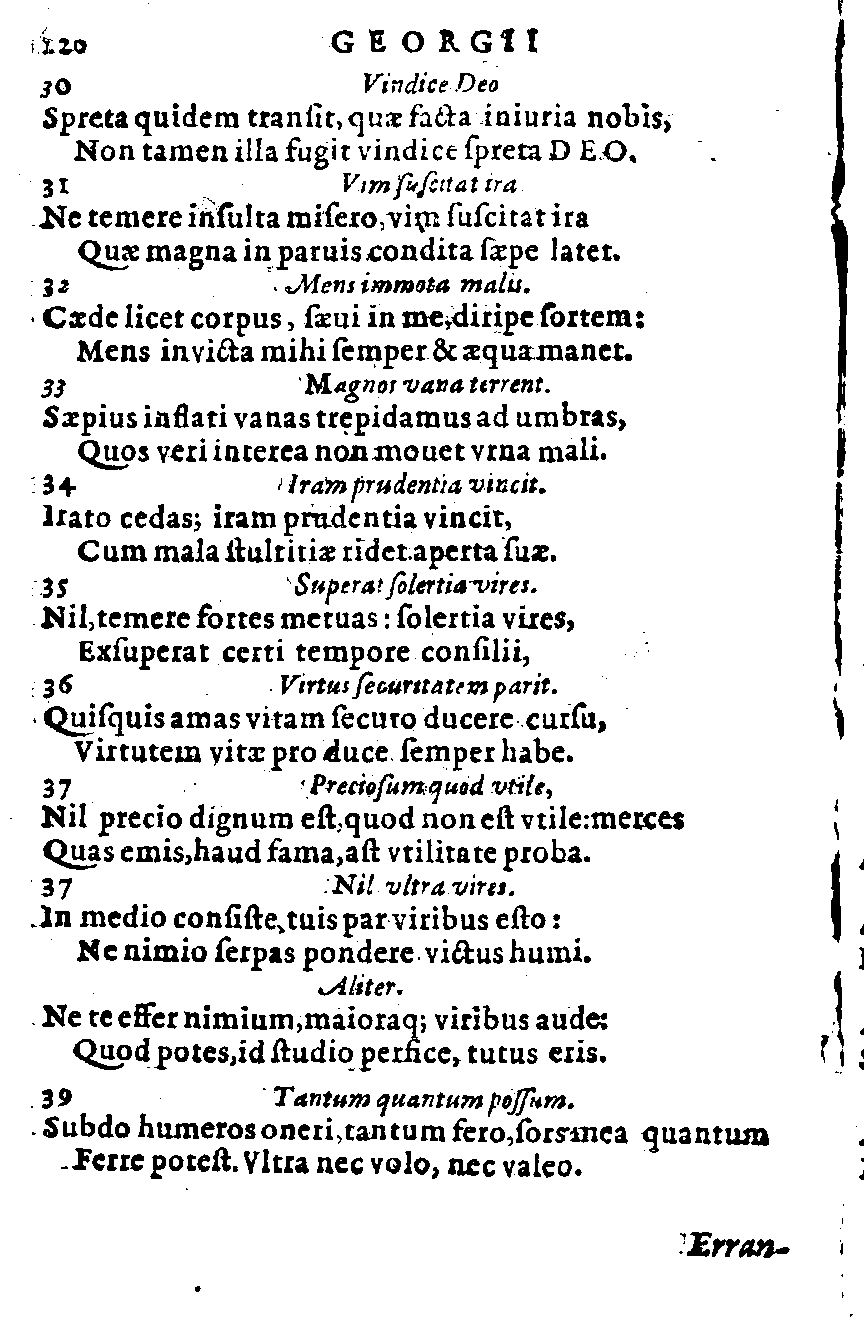 120 GEORGII
30 Vindice Deo
Spreta quidem tranſit, quæ facta iniuria nobis,
Non tamen illa fugit vindice ſpreta DEO.
31 Vim ſuſcitat ira
Ne temere inſulta miſero, vim ſuſcitat ira
Quæ magna in paruis condita ſæpe latet.
32 Mens immota malis.
Cæde licet corpus, ſæui in me, diripe ſortem:
Mens invicta mihi ſemper & æqua manet.
33 Magnos vana terrent.
Sæpius inflati vanas trepidamus ad umbras,
Quos veri interea non mouet vrna mali.
34 Iram prudentia vincit.
Irato cedas; iram prudentia vincit,
Cum mala ſtultitiæ ridet aperta ſuæ.
35 Superat ſolertia vires.
Nil, temere fortes metuas: ſolertia vires,
Exſuperat certi tempore conſilii,
36 Virtus ſecuritatem parit.
Quiſquis amas vitam ſecuro ducere curſu,
Virtutem vitæ pro duce ſemper habe.
37 Precioſum quod vtile,
Nil precio dignum eſt, quod non eſt vtile: merces
Quas emis, haud fama, aſt vtilitate proba.
37 Nil vltra vires.
In medio conſiſte, tuis par viribus eſto:
Ne nimio ſerpas pondere victus humi.
Aliter.
Ne te effer nimium, maioraq; viribus aude:
Quod potes, id ſtudio perfice, tutus eris.
39 Tantum quantum poſſum.
Subdo humeros oneri, tantum fero, ſors mea quantum
Ferre poteſt. Vltra nec volo, nec valeo.
Erran-